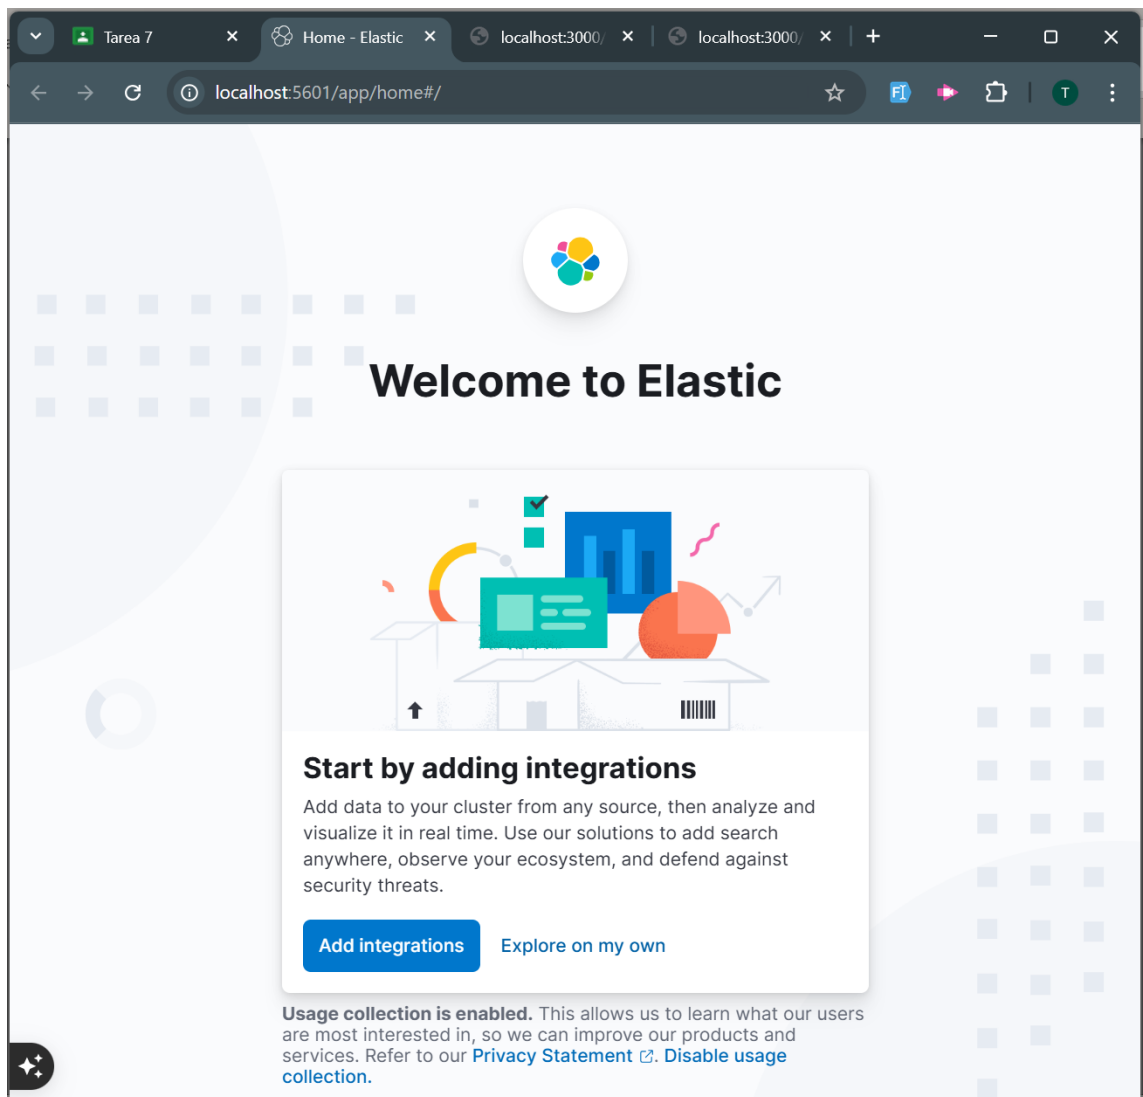 Tarea 7
Home - Elastic
localhost:3000/
localhost:3000/
localhost:5601/app/home#/
T
Welcome to Elastic
Start by adding integrations
Add data to your cluster from any source, then analyze and
visualize it in real time. Use our solutions to add search
anywhere, observe your ecosystem, and defend against
security threats.
Add integrations
Explore on my own
Usage collection is enabled. This allows us to learn what our users
are most interested in, so we can improve our products and
services. Refer to our Privacy Statement. Disable usage
collection.